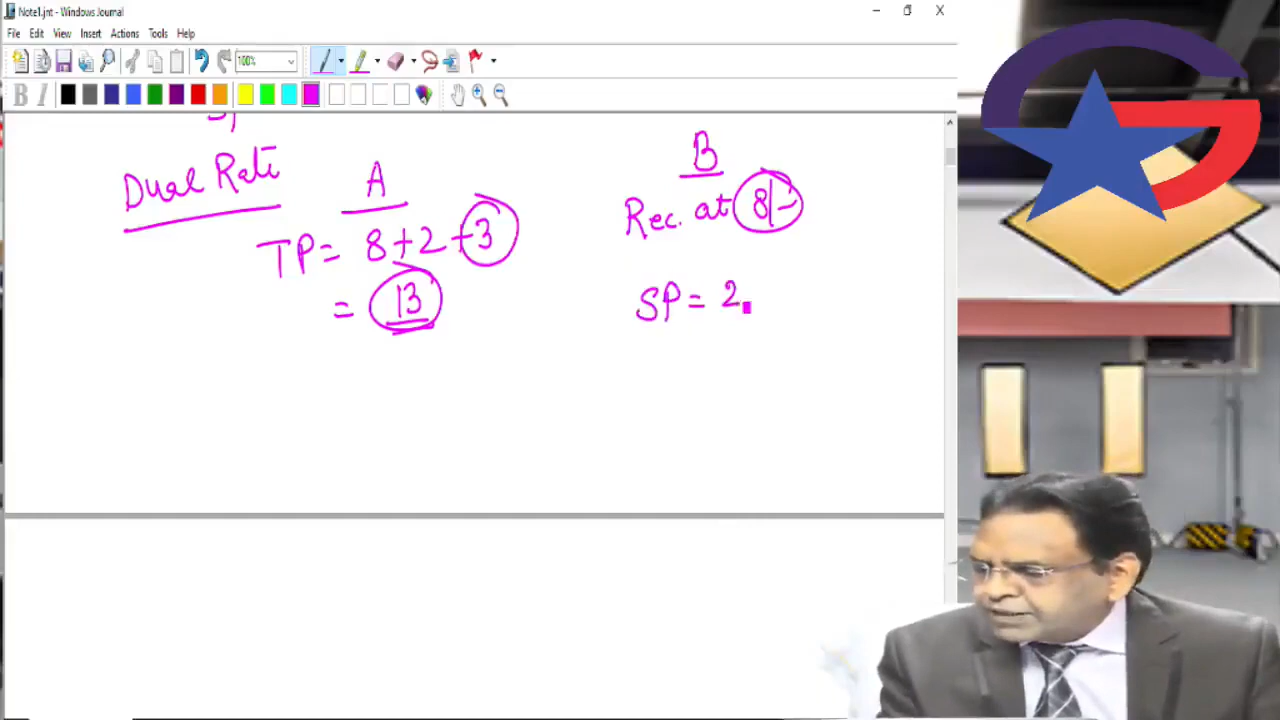 Note1.jnt - Windows Journal
File Edit View Insert Actions Tools Help
100%
B I
Dual Rate
A
TP = 8+2+3
= 13
B
Rec. at 8/-
SP = 2